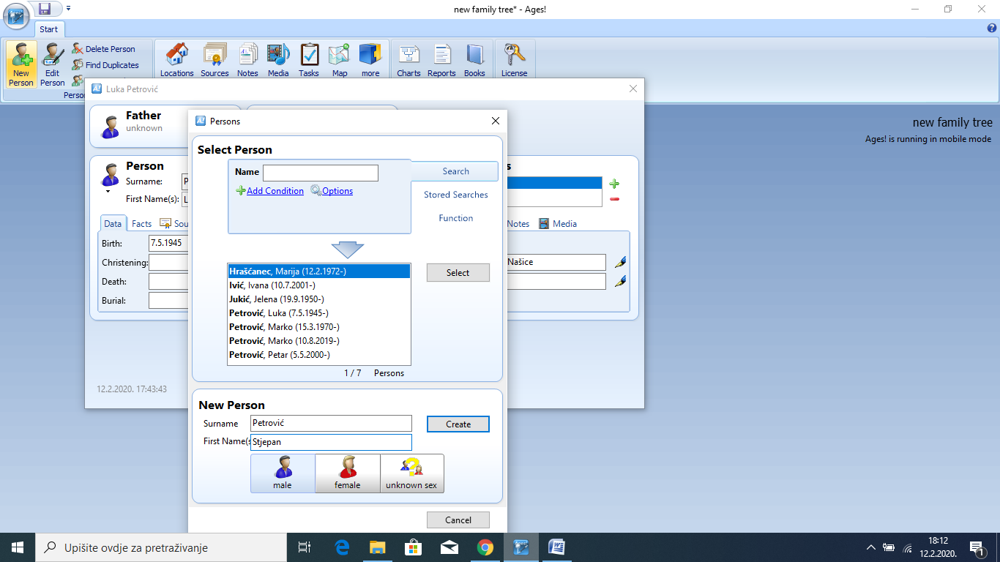 new family tree* - Ages!
Start
New Person
Edit Person
Delete Person
Find Duplicates
Locations
Sources
Notes
Media
Tasks
Map
more
Charts
Reports
Books
License
Luka Petrović
Father
unknown
new family tree
Ages! is running in mobile mode
Person
Surname:
First Name(s):
Data
Facts
Notes
Media
Birth:
7.5.1945
Christening:
Našice
Death:
Burial:
12.2.2020. 17:43:43
Persons
Select Person
Name
Search
Add Condition
Options
Stored Searches
Function
Hrašćanec, Marija (12.2.1972-)
Select
Ivić, Ivana (10.7.2001-)
Jukić, Jelena (19.9.1950-)
Petrović, Luka (7.5.1945-)
Petrović, Marko (15.3.1970-)
Petrović, Marko (10.8.2019-)
Petrović, Petar (5.5.2000-)
1 / 7 Persons
New Person
Surname
Petrović
Create
First Name(s
Stjepan
male
female
unknown sex
Cancel
Upišite ovdje za pretraživanje
18:12
12.2.2020.
1